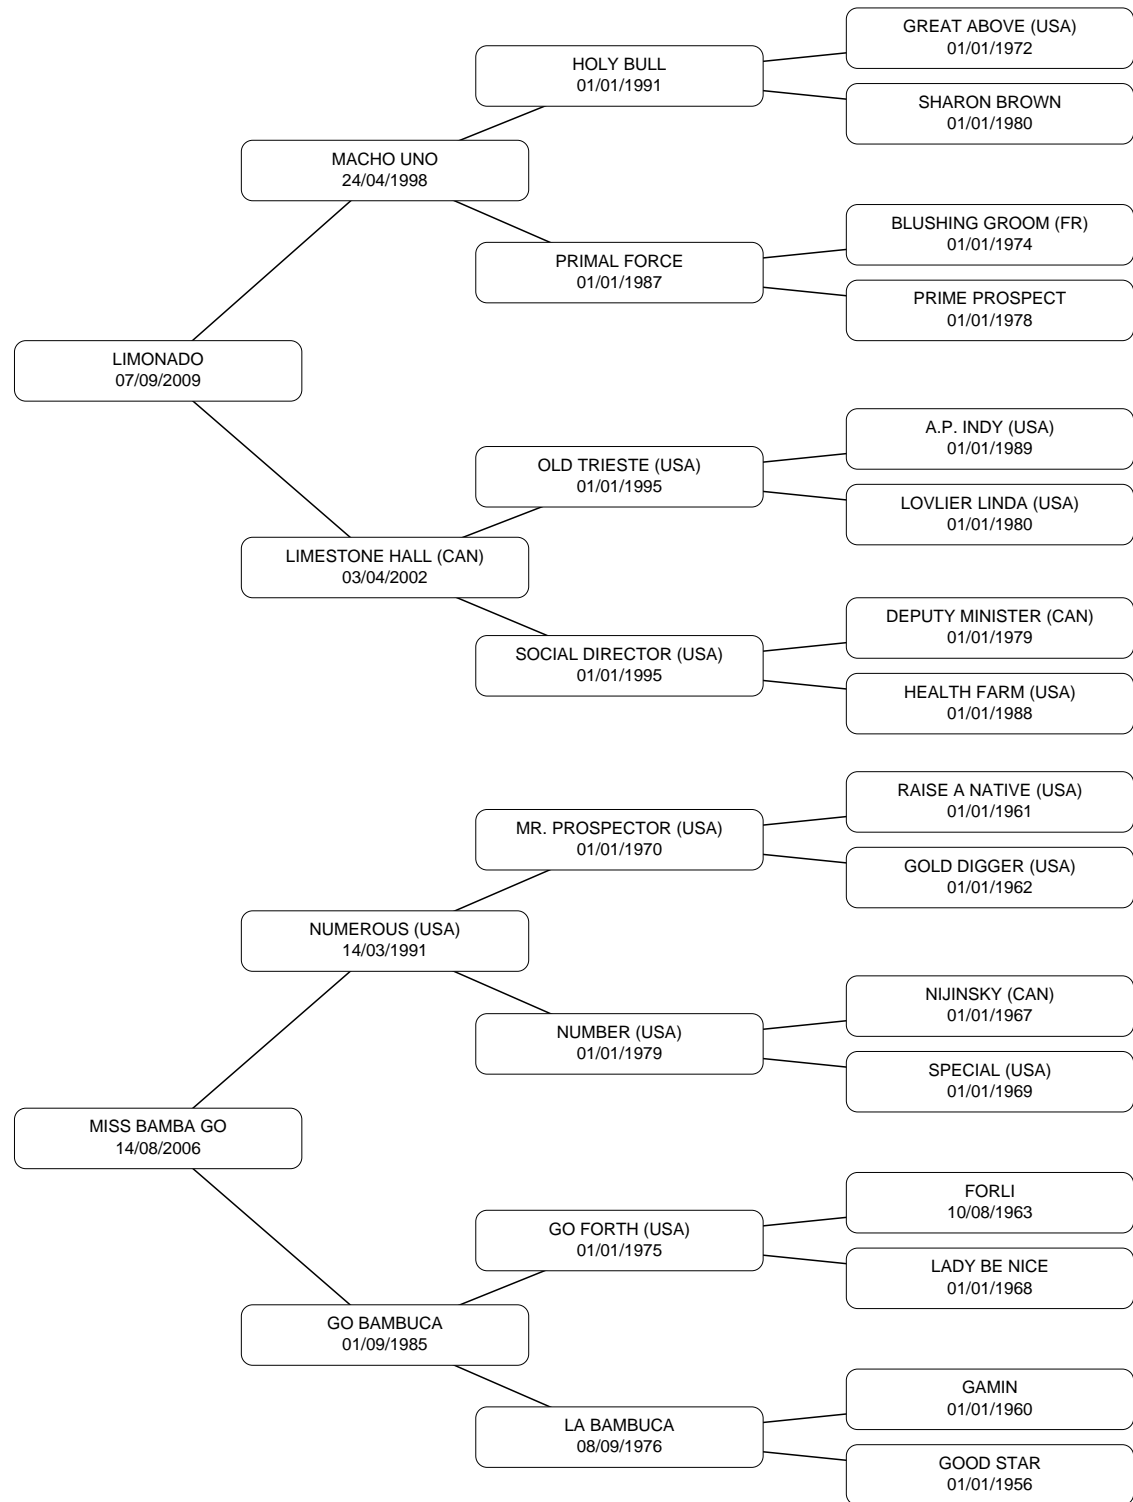 GREAT ABOVE (USA)
01/01/1972
HOLY BULL
01/01/1991
SHARON BROWN
01/01/1980
MACHO UNO
24/04/1998
BLUSHING GROOM (FR)
01/01/1974
PRIMAL FORCE
01/01/1987
PRIME PROSPECT
01/01/1978
LIMONADO
07/09/2009
A.P. INDY (USA)
01/01/1989
OLD TRIESTE (USA)
01/01/1995
LOVLIER LINDA (USA)
01/01/1980
LIMESTONE HALL (CAN)
03/04/2002
DEPUTY MINISTER (CAN)
01/01/1979
SOCIAL DIRECTOR (USA)
01/01/1995
HEALTH FARM (USA)
01/01/1988
RAISE A NATIVE (USA)
01/01/1961
MR. PROSPECTOR (USA)
01/01/1970
GOLD DIGGER (USA)
01/01/1962
NUMEROUS (USA)
14/03/1991
NIJINSKY (CAN)
01/01/1967
NUMBER (USA)
01/01/1979
SPECIAL (USA)
01/01/1969
MISS BAMBA GO
14/08/2006
FORLI
10/08/1963
GO FORTH (USA)
01/01/1975
LADY BE NICE
01/01/1968
GO BAMBUCA
01/09/1985
GAMIN
01/01/1960
LA BAMBUCA
08/09/1976
GOOD STAR
01/01/1956